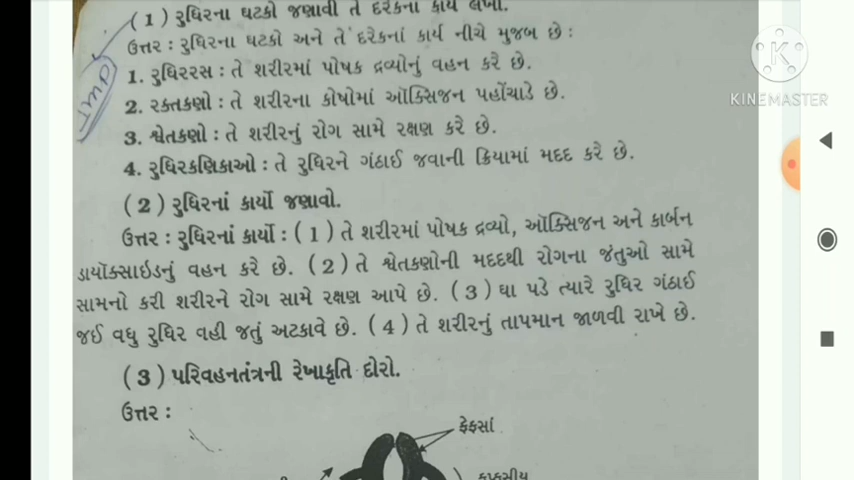 (1) રુધિરના ઘટકો જણાવી તે દરેકના કાર્ય લખો.
ઉત્તર : રુધિરના ઘટકો અને તે દરેકનાં કાર્ય નીચે મુજબ છે :
1. રુધિરરસ : તે શરીરમાં પોષક દ્રવ્યોનું વહન કરે છે.
2. રક્તકણો : તે શરીરના કોષોમાં ઑક્સિજન પહોંચાડે છે.
3. શ્વેતકણો : તે શરીરનું રોગ સામે રક્ષણ કરે છે.
4. રુધિરકણિકાઓ : તે રુધિરને ગંઠાઈ જવાની ક્રિયામાં મદદ કરે છે.
(2) રુધિરનાં કાર્યો જણાવો.
ઉત્તર : રુધિરનાં કાર્યો : (1) તે શરીરમાં પોષક દ્રવ્યો, ઑક્સિજન અને કાર્બન
ડાયૉક્સાઇડનું વહન કરે છે. (2) તે શ્વેતકણોની મદદથી રોગના જંતુઓ સામે
સામનો કરી શરીરને રોગ સામે રક્ષણ આપે છે. (3) ઘા પડે ત્યારે રુધિર ગંઠાઈ
જઈ વધુ રુધિર વહી જતું અટકાવે છે. (4) તે શરીરનું તાપમાન જાળવી રાખે છે.
(3) પરિવહનતંત્રની રેખાકૃતિ દોરો.
ઉત્તર :
ફેફસાં
KINEMASTER